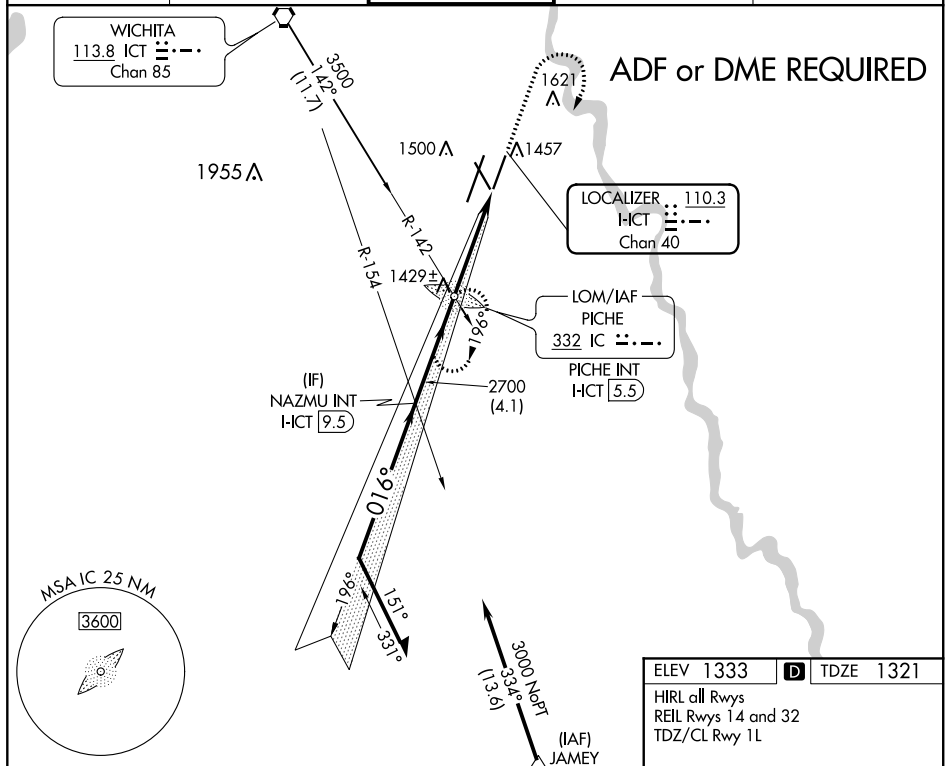 WICHITA
113.8 ICT
Chan 85
3500
142°
(11.7)
ADF or DME REQUIRED
1621
1500
1457
1955
LOCALIZER 110.3
I-ICT
Chan 40
R-142
R-154
1429±
LOM/IAF
PICHE
332 IC
PICHE INT
I-ICT 5.5
196°
(IF)
NAZMU INT
I-ICT 9.5
2700
(4.1)
016°
196°
151°
331°
MSA IC 25 NM
3600
3000 NoPT
334°
(13.6)
(IAF)
JAMEY
ELEV 1333 D TDZE 1321
HIRL all Rwys
REIL Rwys 14 and 32
TDZ/CL Rwy 1L